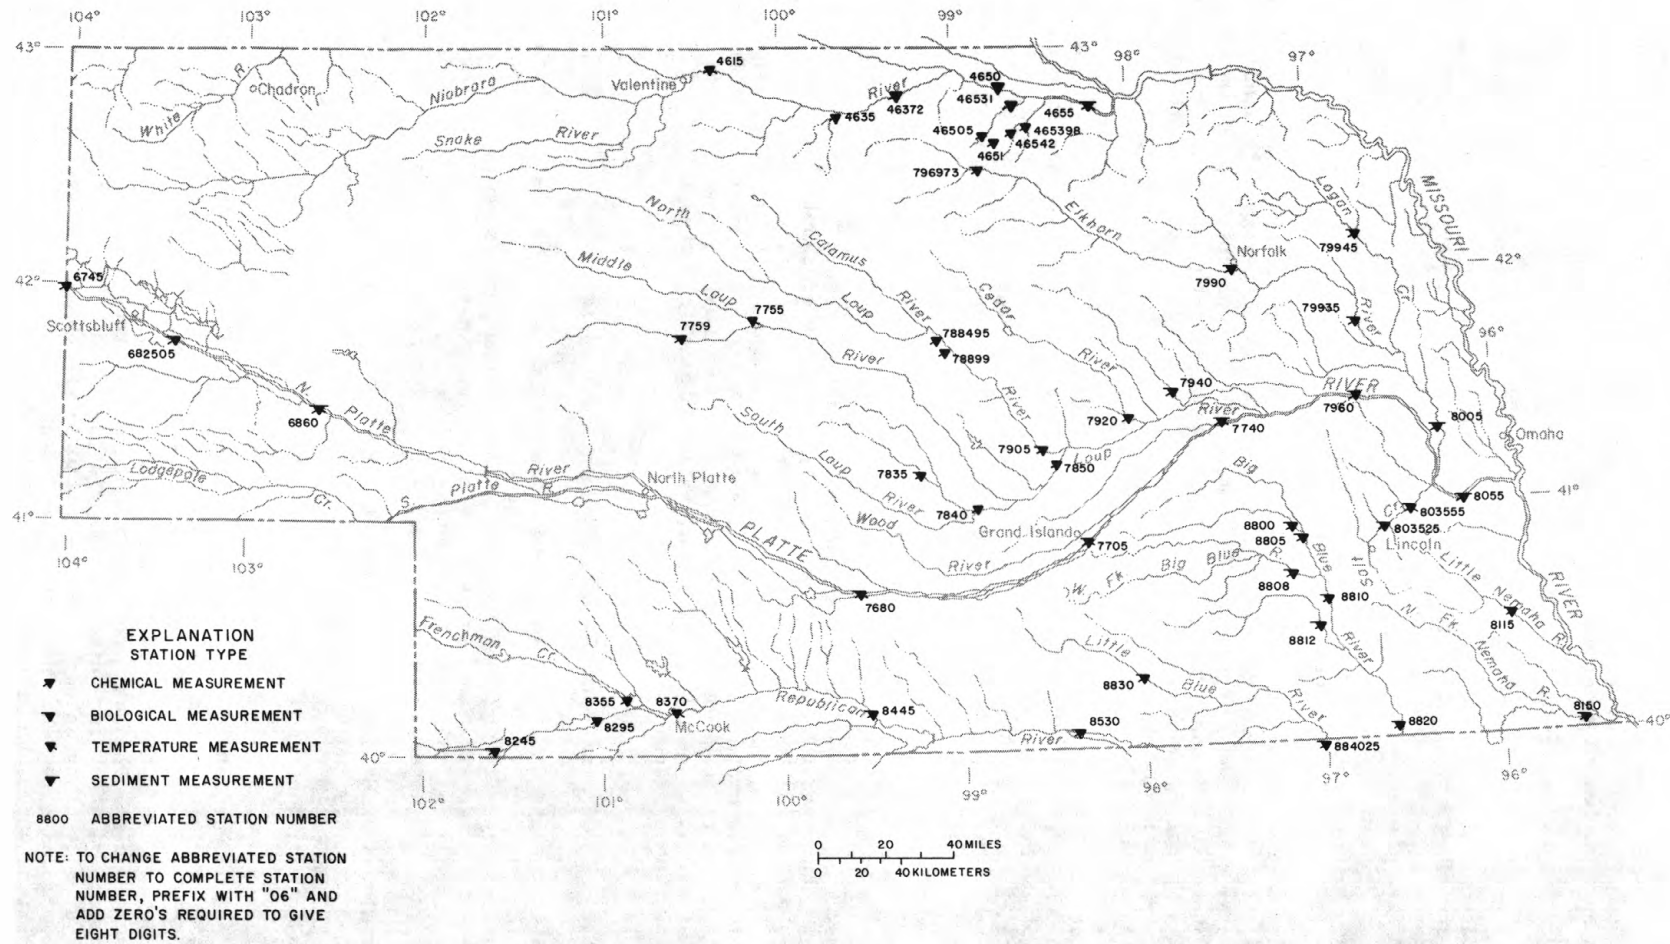 104° 103° 102° 101° 100° 99°
43° 43° 98° 97°
4615
Chadron
White R.
Niobrara River
Valentine
4650
46531
4655
46372
4635
46505
465398
46542
4651
Snake River
796973
Elkhorn
Logan Cr.
MISSOURI RIVER
79945
Norfolk
7990
42° 42°
6745
North Loup River
Calamus River
Middle Loup River
Cedar River
79935
River
96°
Scottsbluff
682505
7755
7759
788495
78899
6860
N. Platte River
7940
RIVER
7960
7920
River
7740
8005
Omaha
South Loup River
7905
7850
Loup
Lodgepole Cr.
7835
North Platte
S. Platte R.
Big Blue River
8055
41° 41°
7840
803555
Cr.
803525
Wood River
Grand Island
8800
8805
Lincoln
Salt
PLATTE
7705
W. Fk Big Blue R.
Little Nemaha R.
104° 103°
8808
8810
N. Fk Nemaha R.
7680
8115
8812
EXPLANATION
STATION TYPE
Frenchman Cr.
Little Blue River
CHEMICAL MEASUREMENT
8830
8355
8370
Republican River
8445
8160
BIOLOGICAL MEASUREMENT
8295
McCook
8530
8820
40°
TEMPERATURE MEASUREMENT
8245
884025
40°
SEDIMENT MEASUREMENT
102° 101° 100° 99° 98° 97° 96°
8800 ABBREVIATED STATION NUMBER
0 20 40 MILES
0 20 40 KILOMETERS
NOTE: TO CHANGE ABBREVIATED STATION
NUMBER TO COMPLETE STATION
NUMBER, PREFIX WITH "06" AND
ADD ZERO'S REQUIRED TO GIVE
EIGHT DIGITS.